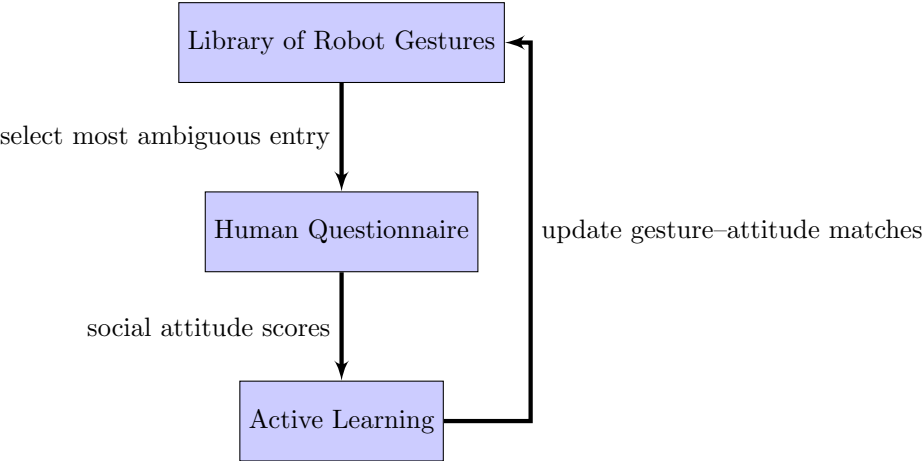 Library of Robot Gestures
select most ambiguous entry
Human Questionnaire
update gesture–attitude matches
social attitude scores
Active Learning